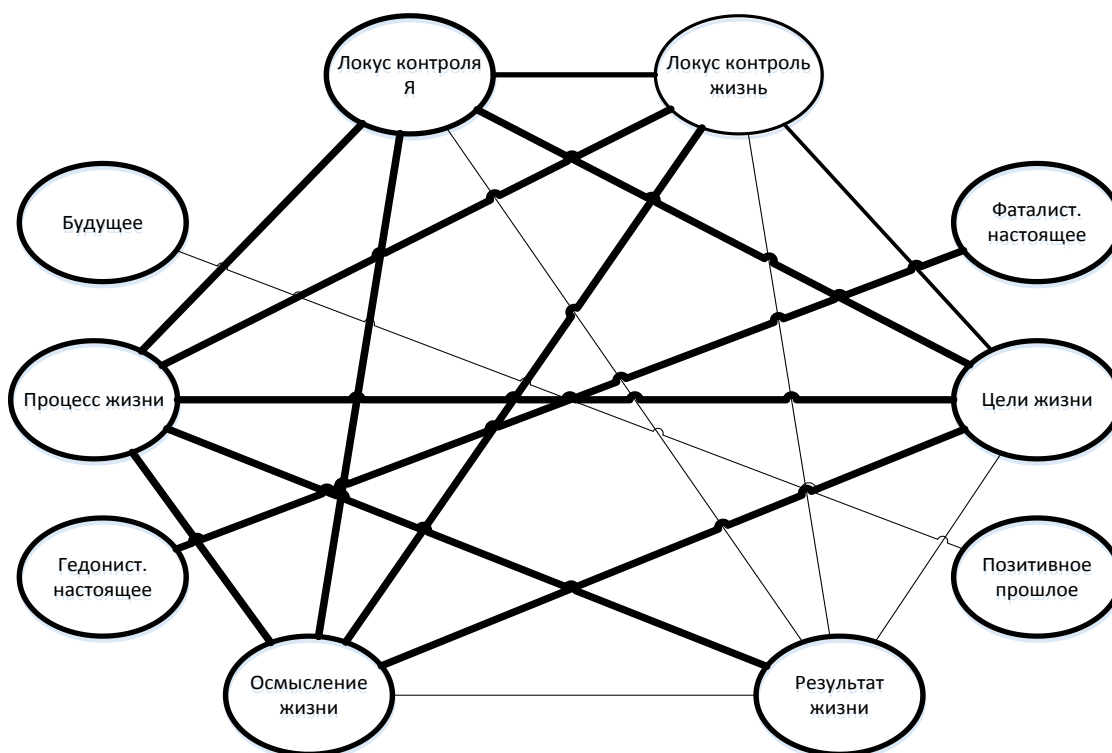 Локус контроля
Я
Локус контроль
жизнь
Будущее
Фаталист.
настоящее
Процесс жизни
Цели жизни
Гедонист.
настоящее
Позитивное
прошлое
Осмысление
жизни
Результат
жизни